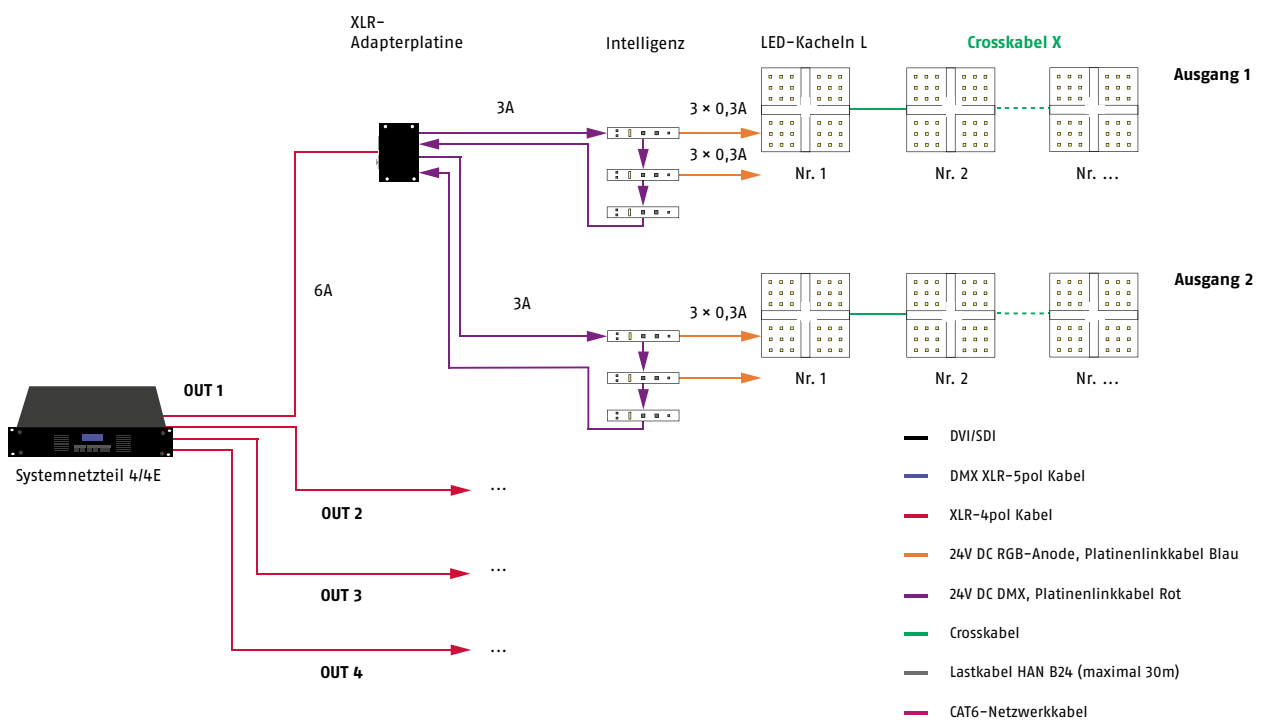 XLR-
Adapterplatine
Intelligenz
LED-Kacheln L
Crosskabel X
Ausgang 1
3A
3 × 0,3A
3 × 0,3A
Nr. 1
Nr. 2
Nr. ...
6A
3A
3 × 0,3A
Ausgang 2
Nr. 1
Nr. 2
Nr. ...
OUT 1
Systemnetzteil 4/4E
...
OUT 2
...
OUT 3
...
OUT 4
DVI/SDI
DMX XLR-5pol Kabel
XLR-4pol Kabel
24V DC RGB-Anode, Platinenlinkkabel Blau
24V DC DMX, Platinenlinkkabel Rot
Crosskabel
Lastkabel HAN B24 (maximal 30m)
CAT6-Netzwerkkabel